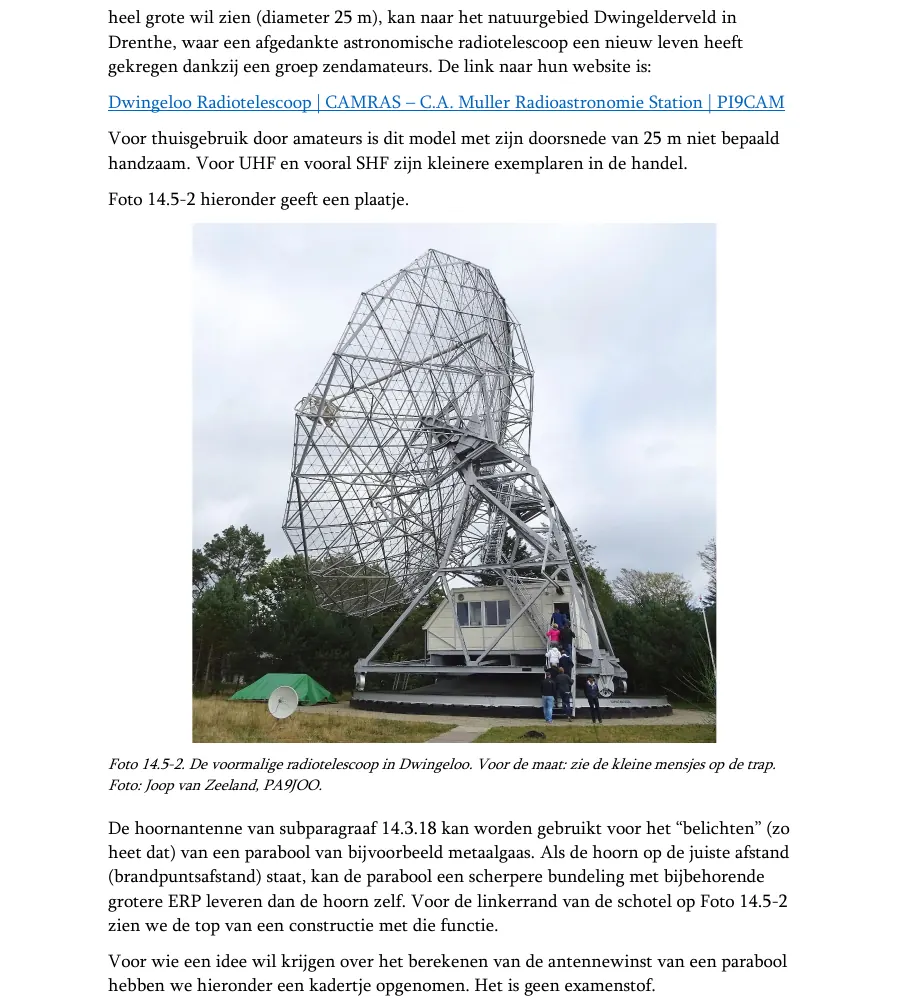 heel grote wil zien (diameter 25 m), kan naar het natuurgebied Dwingelderveld in
Drenthe, waar een afgedankte astronomische radiotelescoop een nieuw leven heeft
gekregen dankzij een groep zendamateurs. De link naar hun website is:
Dwingeloo Radiotelescoop | CAMRAS – C.A. Muller Radioastronomie Station | PI9CAM
Voor thuisgebruik door amateurs is dit model met zijn doorsnede van 25 m niet bepaald
handzaam. Voor UHF en vooral SHF zijn kleinere exemplaren in de handel.
Foto 14.5-2 hieronder geeft een plaatje.
Foto 14.5-2. De voormalige radiotelescoop in Dwingeloo. Voor de maat: zie de kleine mensjes op de trap.
Foto: Joop van Zeeland, PA9JOO.
De hoornantenne van subparagraaf 14.3.18 kan worden gebruikt voor het “belichten” (zo
heet dat) van een parabool van bijvoorbeeld metaalgaas. Als de hoorn op de juiste afstand
(brandpuntsafstand) staat, kan de parabool een scherpere bundeling met bijbehorende
grotere ERP leveren dan de hoorn zelf. Voor de linkerrand van de schotel op Foto 14.5-2
zien we de top van een constructie met die functie.
Voor wie een idee wil krijgen over het berekenen van de antennewinst van een parabool
hebben we hieronder een kadertje opgenomen. Het is geen examenstof.